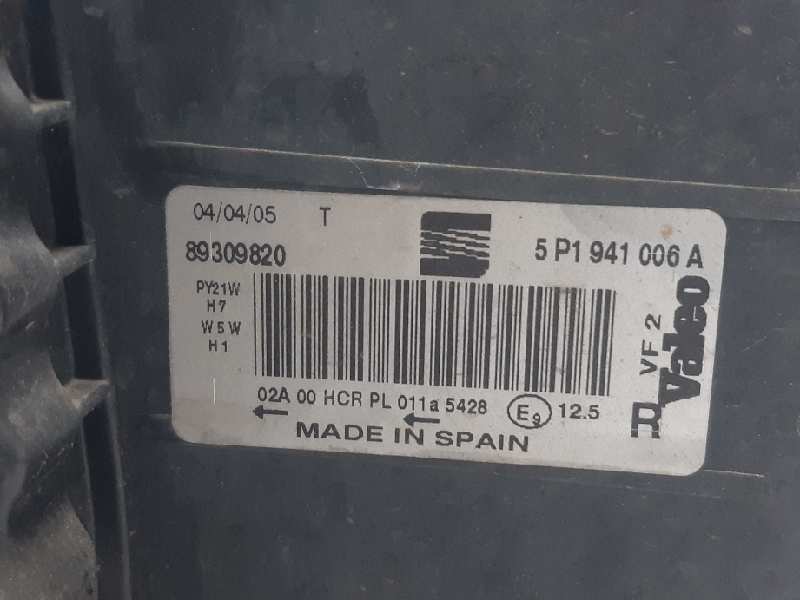 04/04/05 T
89309820
5 P1 941 006 A
PY21W
H7
W5W
H1
02A 00 HCR PL 011a 5428 E9 12.5
MADE IN SPAIN
VF 2
R Valeo